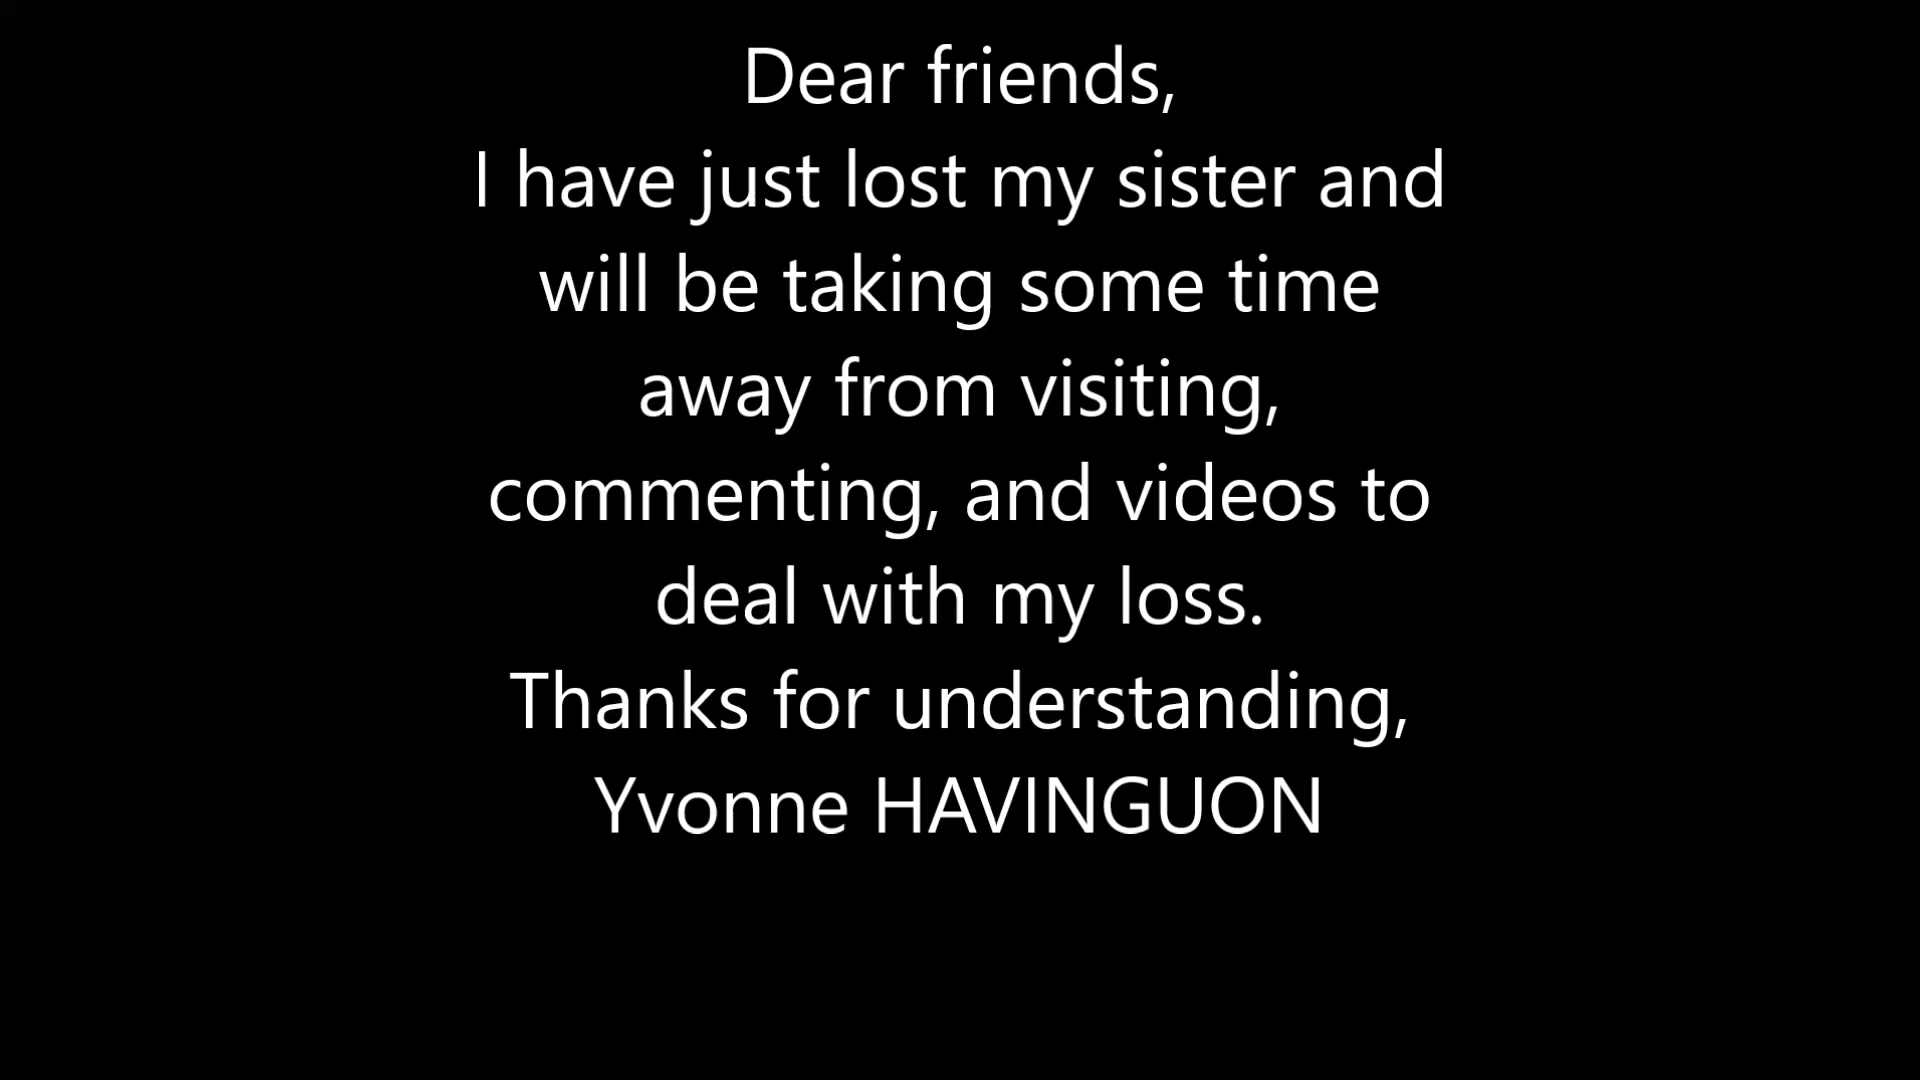 Dear friends,
I have just lost my sister and
will be taking some time
away from visiting,
commenting, and videos to
deal with my loss.
Thanks for understanding,
Yvonne HAVINGUON